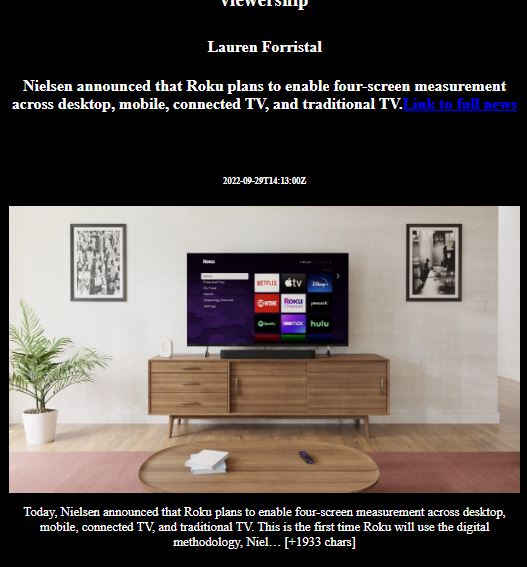 viewership
Lauren Forristal
Nielsen announced that Roku plans to enable four-screen measurement
across desktop, mobile, connected TV, and traditional TV.Link to full news
2022-09-29T14:13:00Z
Roku
NETFLIX
tv
Disney+
SHOWTIME
Roku
Channel
peacock
Spotify
HBOmax
hulu
Today, Nielsen announced that Roku plans to enable four-screen measurement across desktop,
mobile, connected TV, and traditional TV. This is the first time Roku will use the digital
methodology, Niel… [+1933 chars]